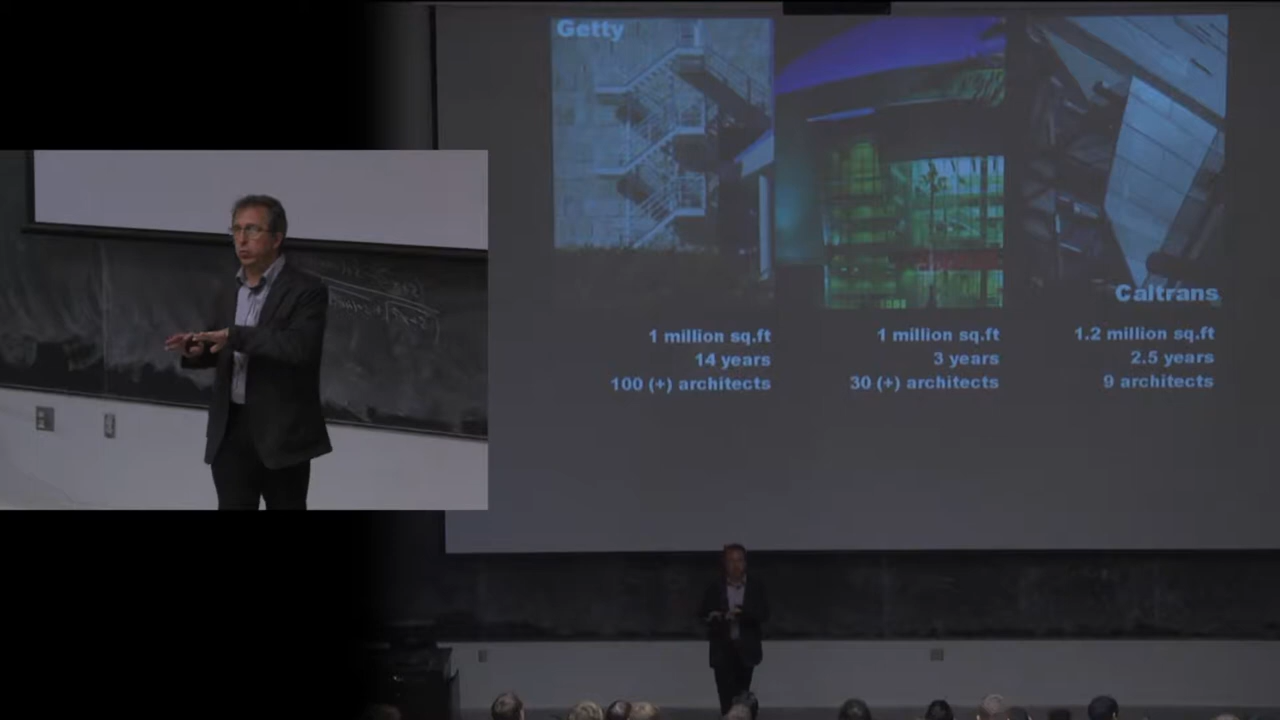 Getty
Caltrans
1 million sq.ft
14 years
100 (+) architects
1 million sq.ft
3 years
30 (+) architects
1.2 million sq.ft
2.5 years
9 architects